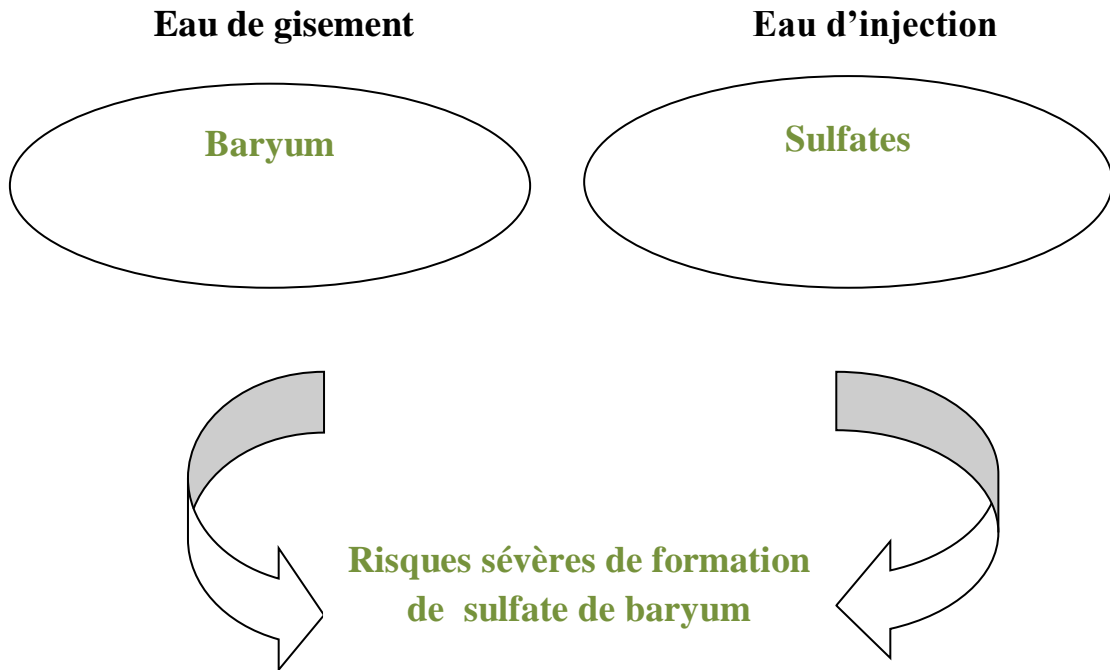 Eau de gisement
Eau d’injection
Baryum
Sulfates
Risques sévères de formation
de sulfate de baryum